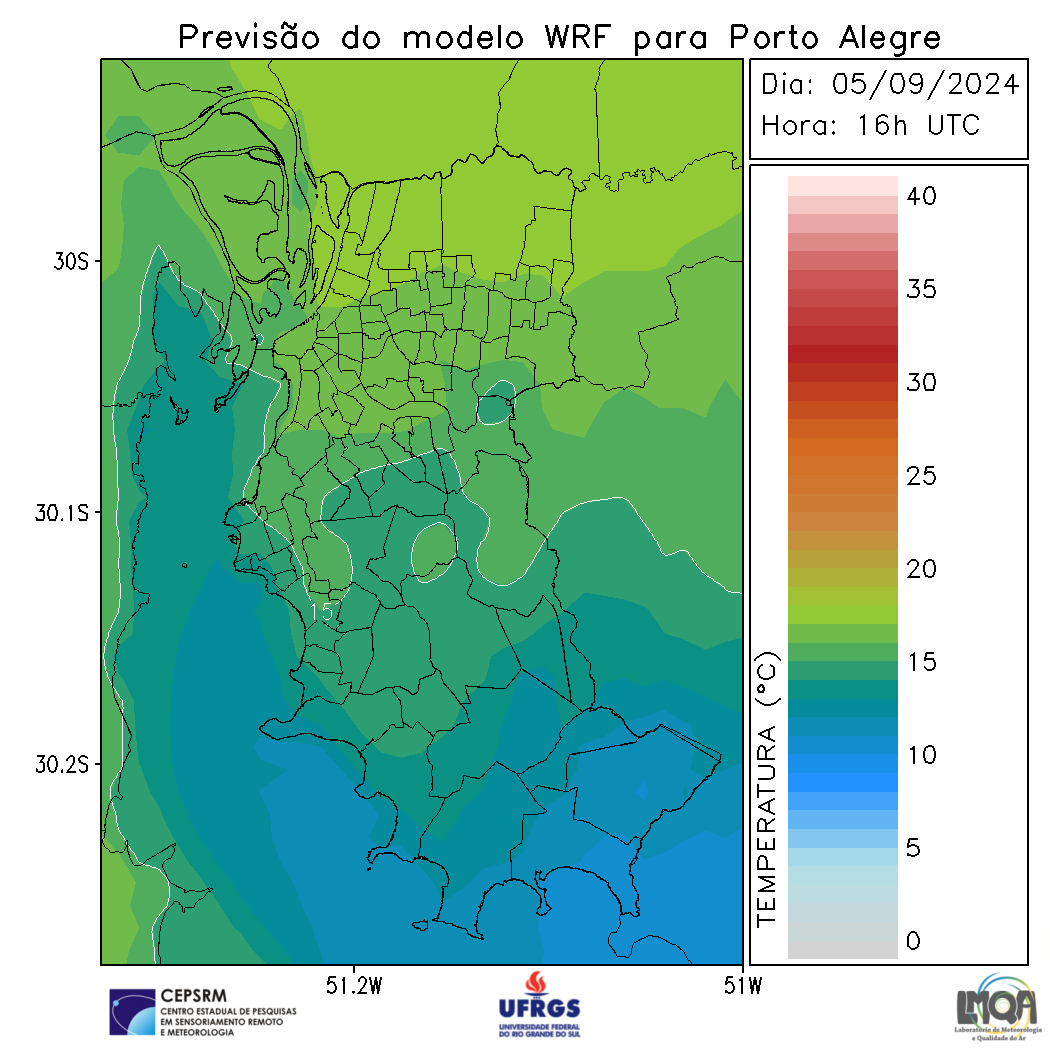 Previsão do modelo WRF para Porto Alegre
Dia: 05/09/2024
Hora: 16h UTC
40
35
30
25
20
15
10
5
0
TEMPERATURA (°C)
30S
30.1S
30.2S
15
51.2W
51W
CEPSRM
CENTRO ESTADUAL DE PESQUISAS
EM SENSORIAMENTO REMOTO
E METEOROLOGIA
UFRGS
UNIVERSIDADE FEDERAL
DO RIO GRANDE DO SUL
LMQA
Laboratório de Meteorologia
e Qualidade do Ar